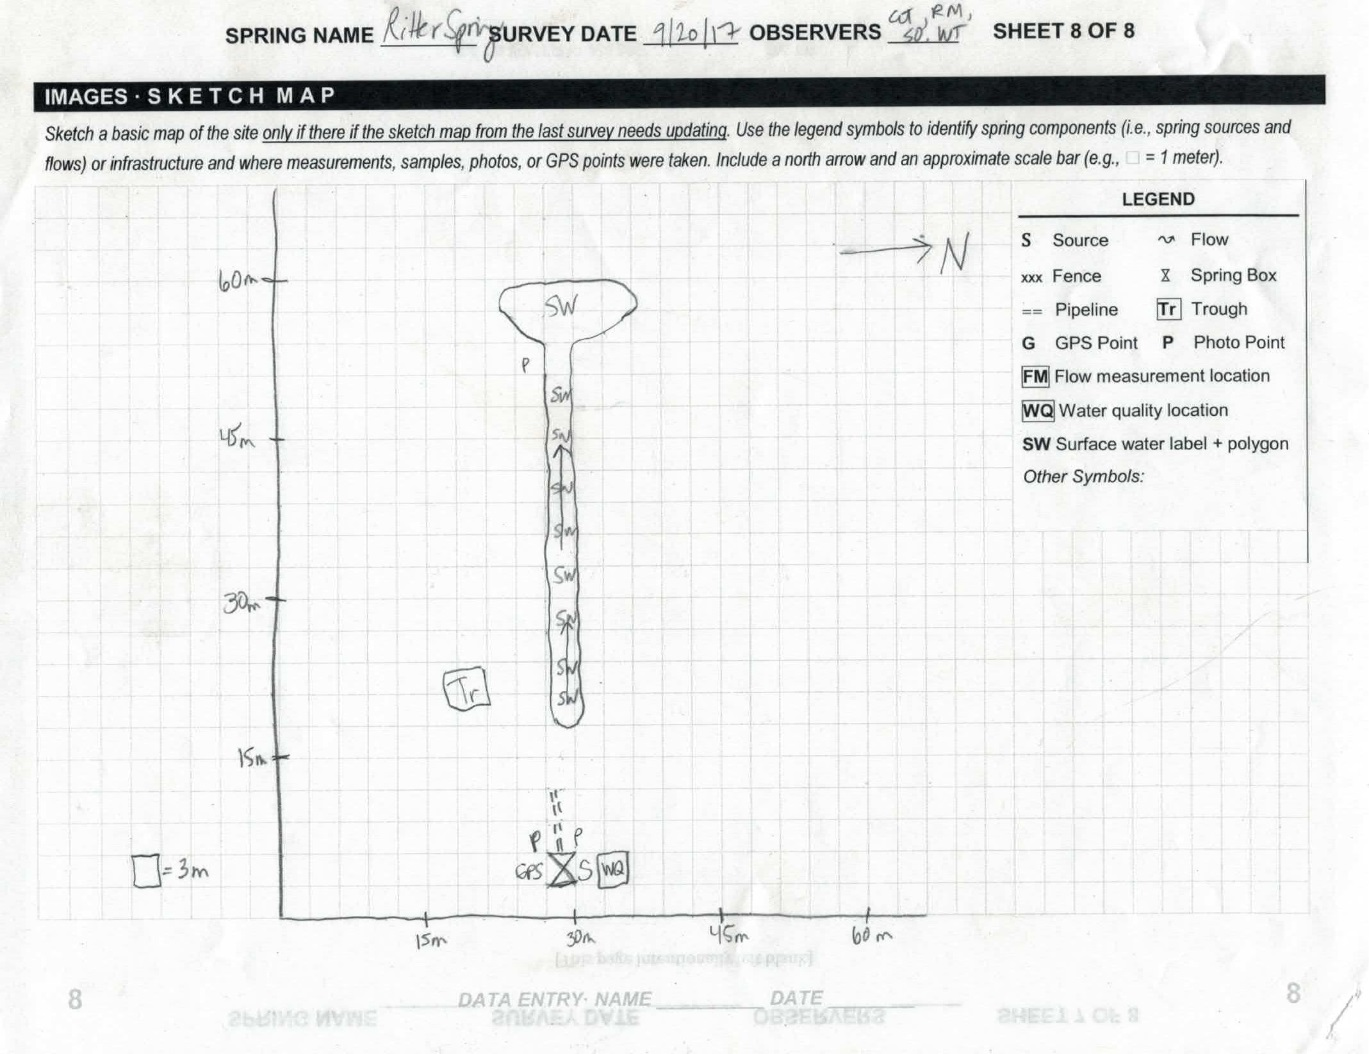 SPRING NAME Ritter Spring SURVEY DATE 9/20/17 OBSERVERS RM, SD, WT SHEET 8 OF 8
IMAGES · SKETCH MAP
Sketch a basic map of the site only if there if the sketch map from the last survey needs updating. Use the legend symbols to identify spring components (i.e., spring sources and
flows) or infrastructure and where measurements, samples, photos, or GPS points were taken. Include a north arrow and an approximate scale bar (e.g., □ = 1 meter).
LEGEND
S Source
Flow
xxx Fence
Spring Box
== Pipeline
Tr Trough
G GPS Point P Photo Point
FM Flow measurement location
WQ Water quality location
SW Surface water label + polygon
Other Symbols:
N
60m
SW
P
SW
45m
SW
SW
SW
SW
30m
SW
SW
Tr
SW
15m
P P
□ = 3m
GPS S WQ
15m 30m 45m 60m
8 DATA ENTRY: NAME DATE 8